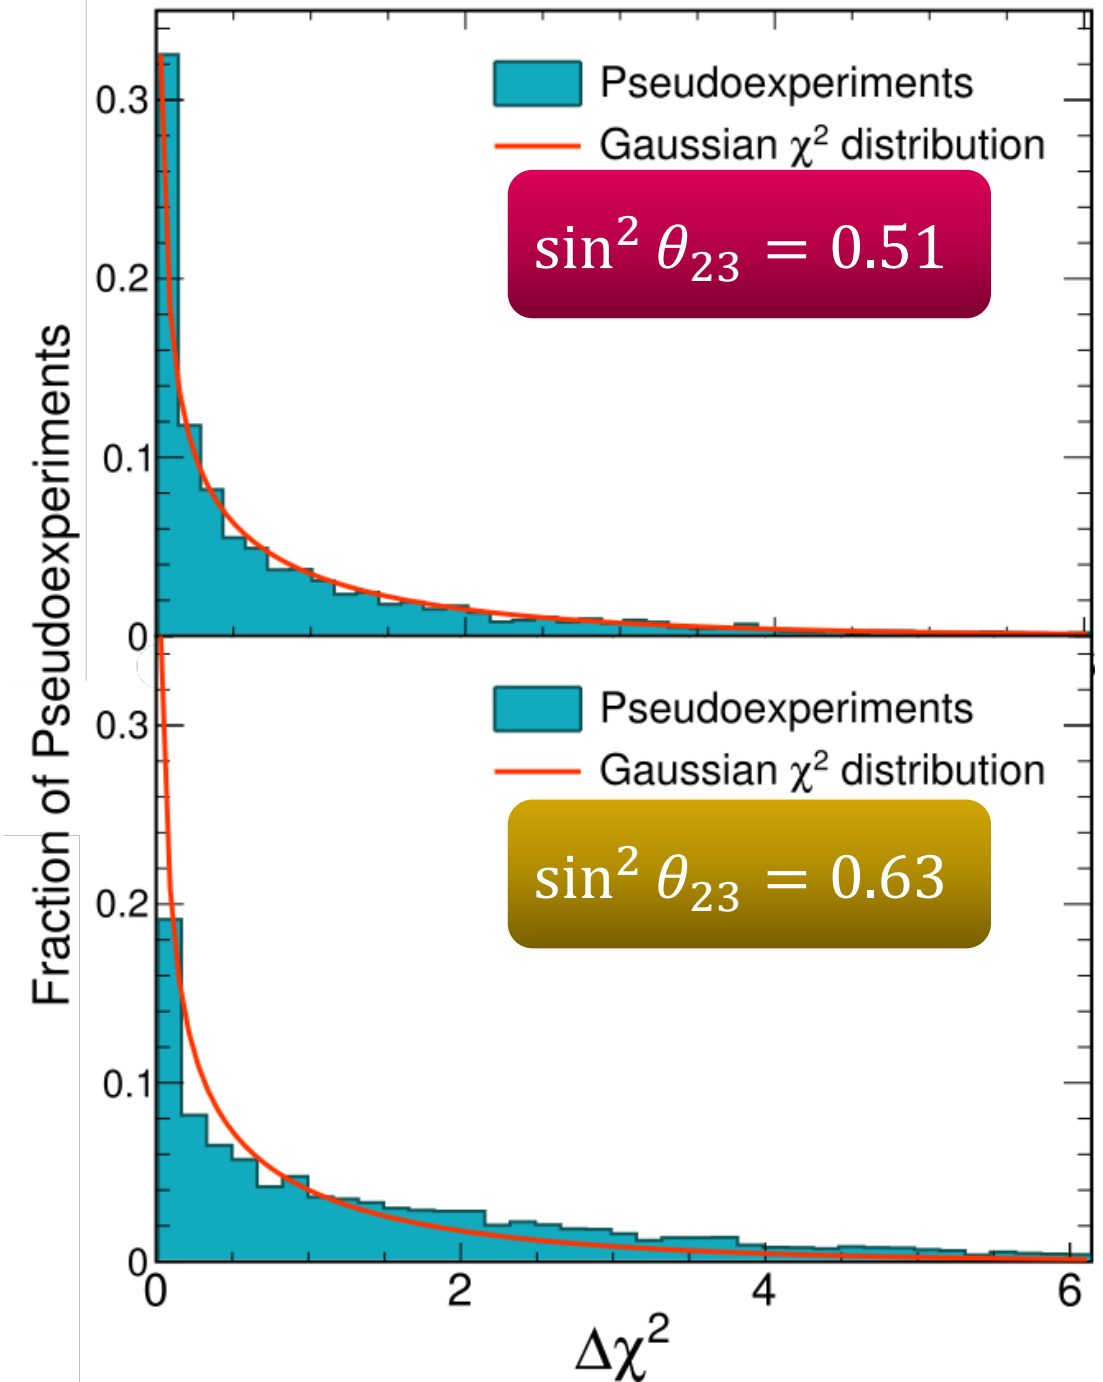 Fraction of Pseudoexperiments
0.3
0.2
0.1
0
Pseudoexperiments
Gaussian χ² distribution
sin² θ₂₃ = 0.51
0.3
0.2
0.1
0
Pseudoexperiments
Gaussian χ² distribution
sin² θ₂₃ = 0.63
0 2 4 6
Δχ²